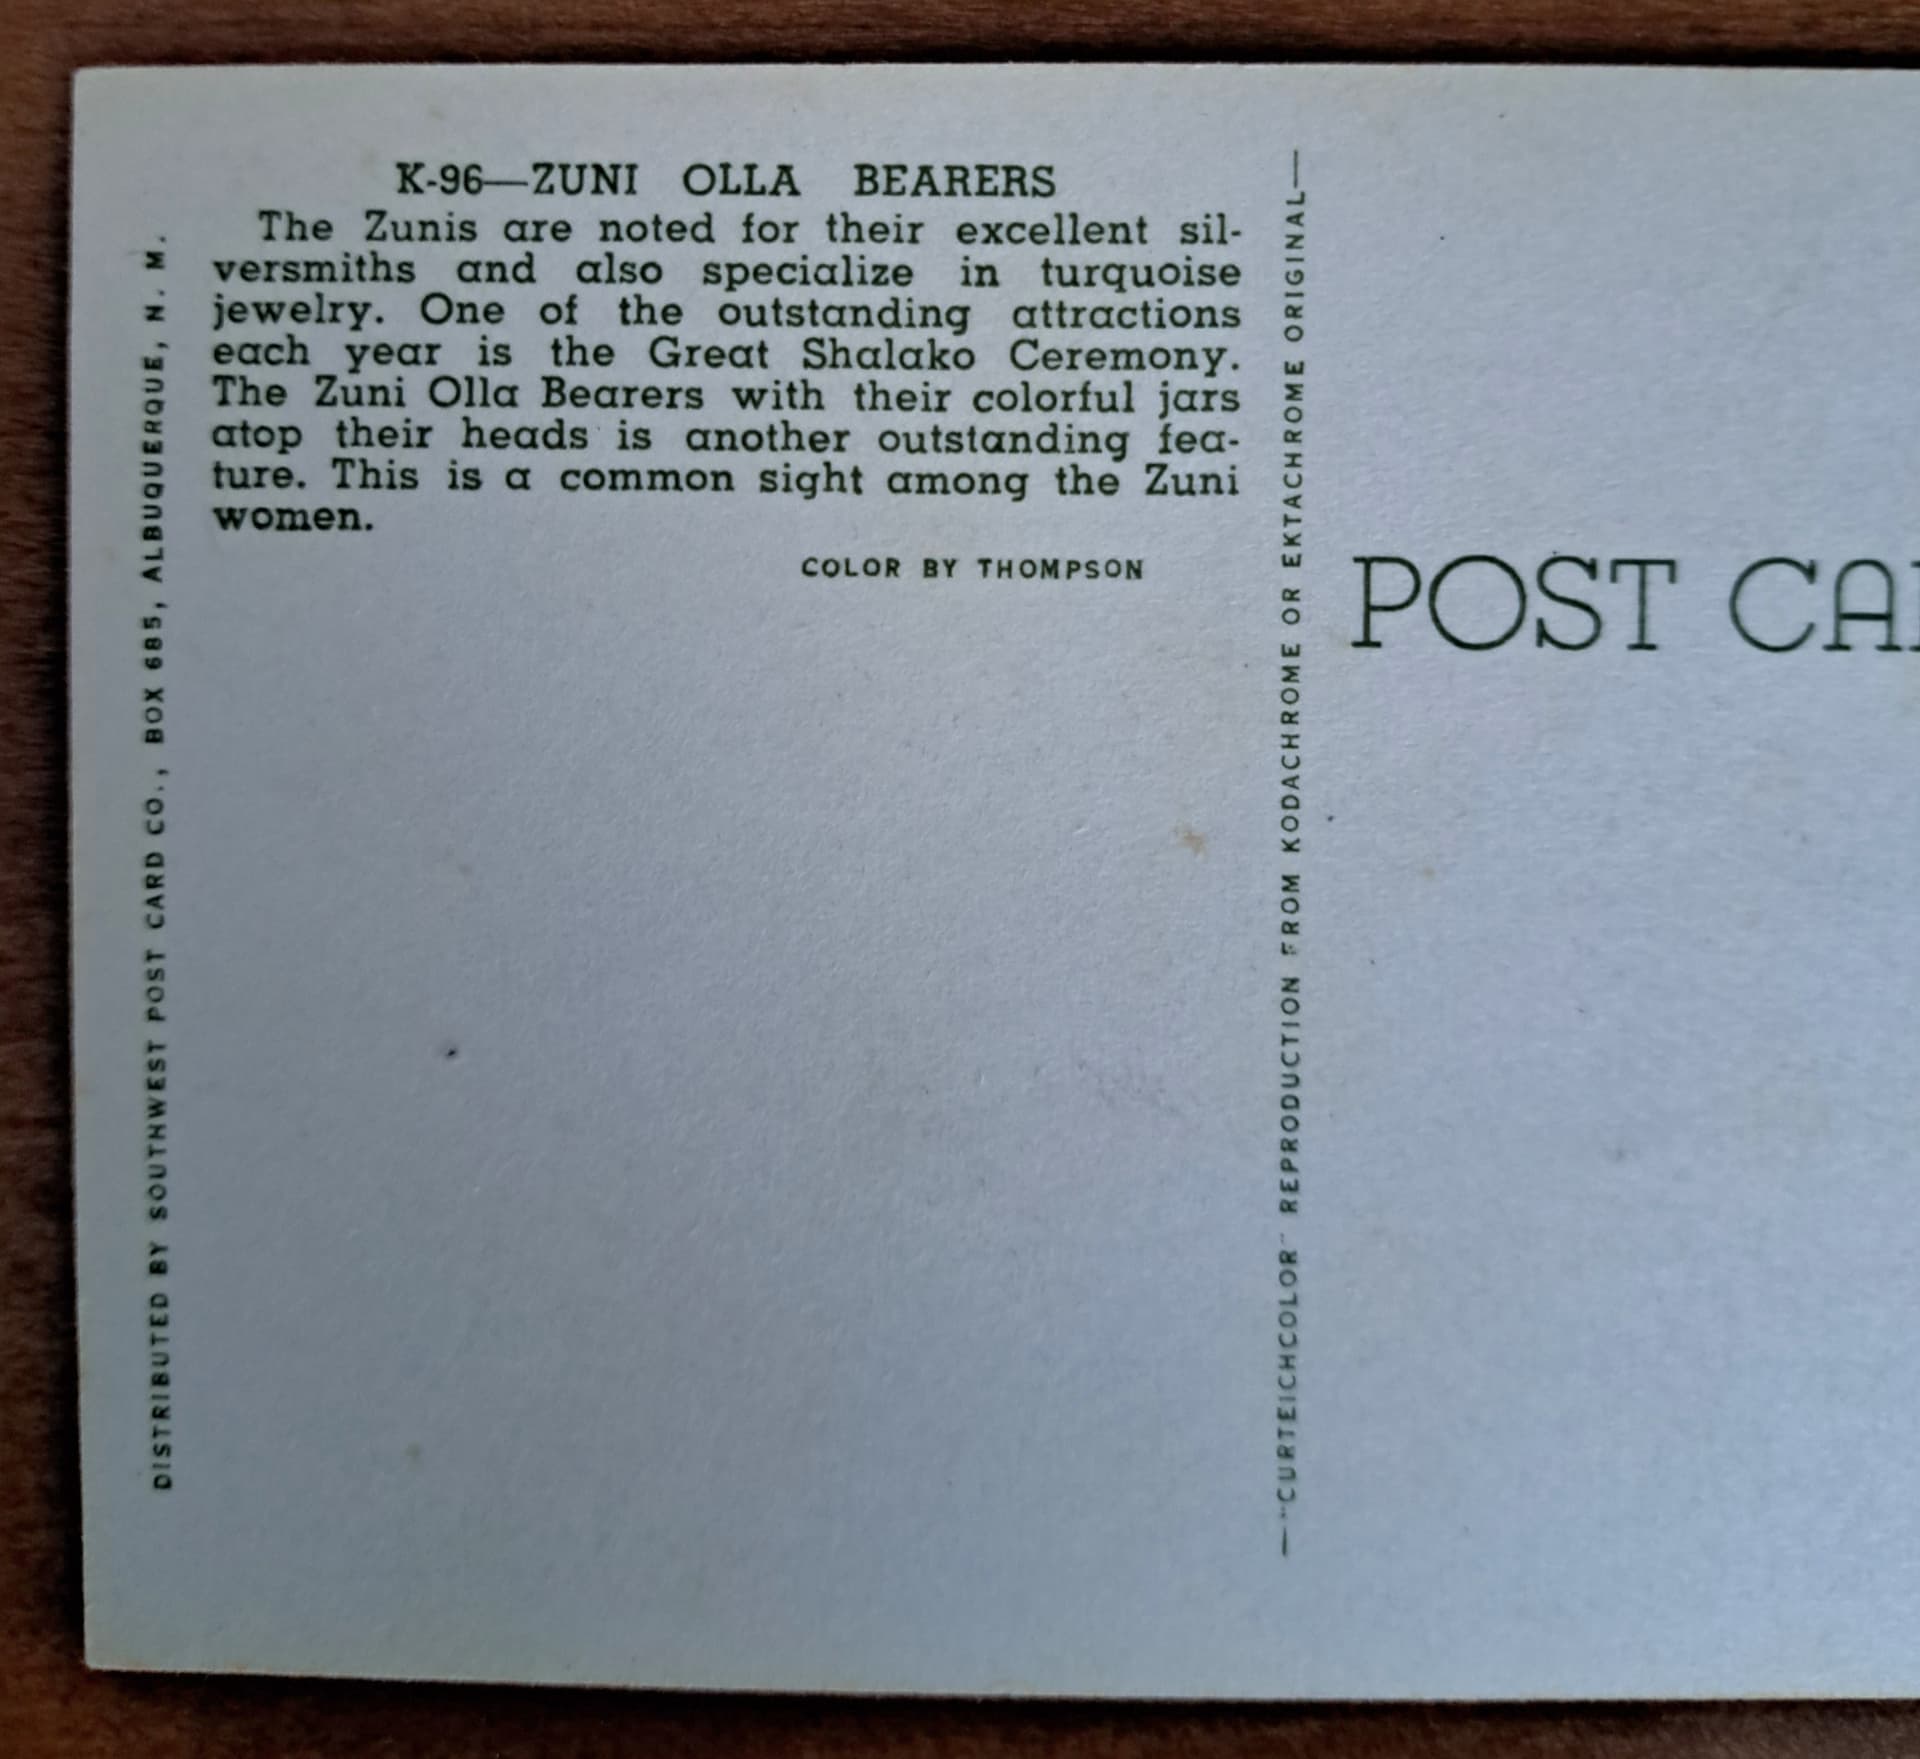 K-96—ZUNI OLLA BEARERS
The Zunis are noted for their excellent sil-
versmiths and also specialize in turquoise
jewelry. One of the outstanding attractions
each year is the Great Shalako Ceremony.
The Zuni Olla Bearers with their colorful jars
atop their heads is another outstanding fea-
ture. This is a common sight among the Zuni
women.
COLOR BY THOMPSON
DISTRIBUTED BY SOUTHWEST POST CARD CO., BOX 685, ALBUQUERQUE, N. M.
—"CURTEICHCOLOR" REPRODUCTION FROM KODACHROME OR EKTACHROME ORIGINAL—
POST CA